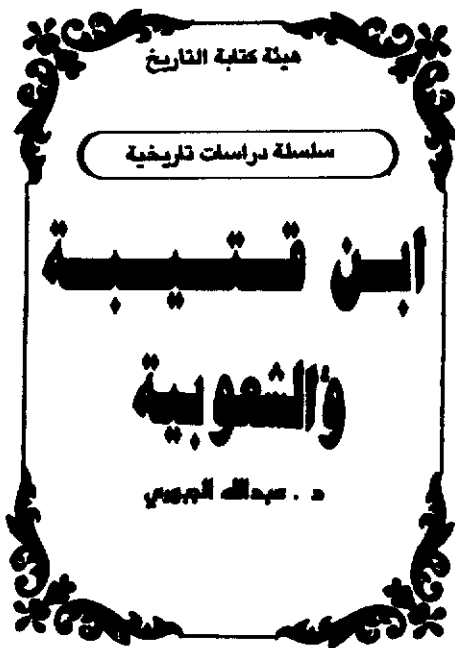 هيئة كتابة التاريخ
سلسلة دراسات تاريخية
ابن قتيبة
والشعوبية
د . عبدالله الجبوري